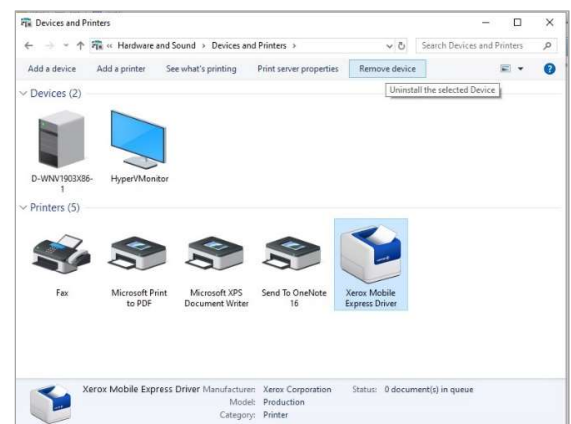 Devices and Printers
« Hardware and Sound › Devices and Printers ›
Search Devices and Printers
Add a device Add a printer See what's printing Print server properties Remove device
Uninstall the selected Device
Devices (2)
D-WNV1903X86-
1
HyperVMonitor
Printers (5)
Fax
Microsoft Print
to PDF
Microsoft XPS
Document Writer
Send To OneNote
16
Xerox Mobile
Express Driver
Xerox Mobile Express Driver Manufacturer: Xerox Corporation Status: 0 document(s) in queue
Model: Production
Category: Printer